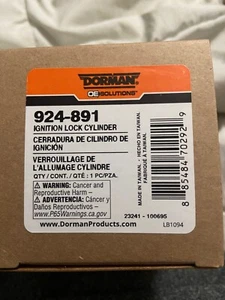 DORMAN®
OE SOLUTIONS™
924-891
IGNITION LOCK CYLINDER
CERRADURA DE CILINDRO DE
IGNICIÓN
VERROUILLAGE DE
L'ALLUMAGE CYLINDRE
QTY / CONT. / QTÉ : 1 PC/PZA.
⚠ WARNING: Cancer and
Reproductive Harm –
⚠ ADVERTENCIA: Cáncer y
Daños Reproductivos –
www.P65Warnings.ca.gov
MADE IN TAIWAN. - HECHO EN TAIWAN.
FABRIQUÉ À TAIWAN.
8 85484 70292 9
23241 - 100695
www.DormanProducts.com
LB1094